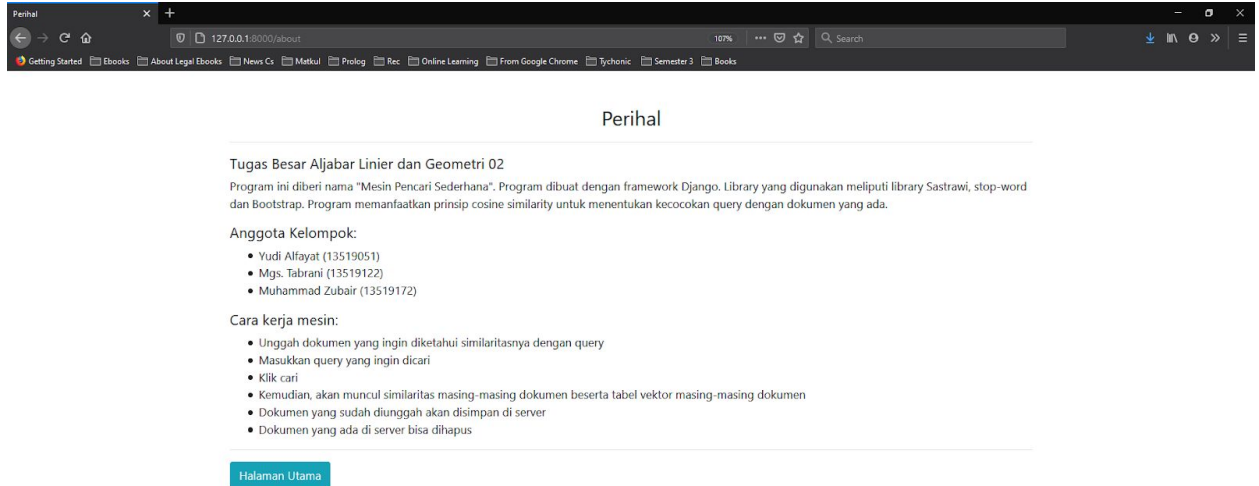 Perihal
127.0.0.1:8000/about
107%
Search
Getting Started Ebooks About Legal Ebooks News Cs Matkul Prolog Rec Online Learning From Google Chrome Tychonic Semester 3 Books
Perihal
Tugas Besar Aljabar Linier dan Geometri 02
Program ini diberi nama "Mesin Pencari Sederhana". Program dibuat dengan framework Django. Library yang digunakan meliputi library Sastrawi, stop-word
dan Bootstrap. Program memanfaatkan prinsip cosine similarity untuk menentukan kecocokan query dengan dokumen yang ada.
Anggota Kelompok:
• Yudi Alfayat (13519051)
• Mgs. Tabrani (13519122)
• Muhammad Zubair (13519172)
Cara kerja mesin:
• Unggah dokumen yang ingin diketahui similaritasnya dengan query
• Masukkan query yang ingin dicari
• Klik cari
• Kemudian, akan muncul similaritas masing-masing dokumen beserta tabel vektor masing-masing dokumen
• Dokumen yang sudah diunggah akan disimpan di server
• Dokumen yang ada di server bisa dihapus
Halaman Utama